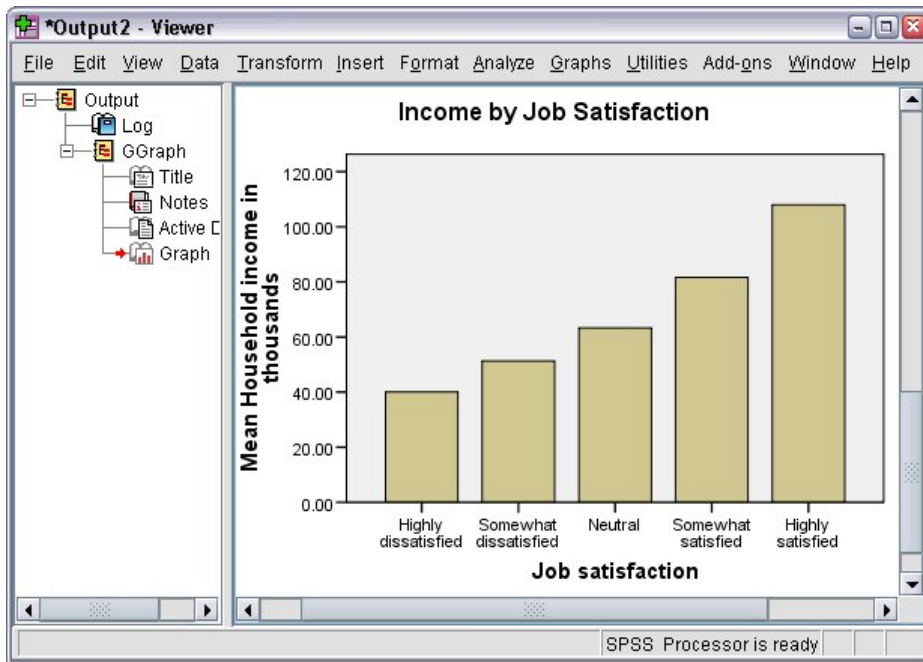 *Output2 - Viewer
File Edit View Data Transform Insert Format Analyze Graphs Utilities Add-ons Window Help
Output
Log
GGraph
Title
Notes
Active D
Graph
Income by Job Satisfaction
Mean Household income in
thousands
120.00
100.00
80.00
60.00
40.00
20.00
0.00
Highly
dissatisfied
Somewhat
dissatisfied
Neutral
Somewhat
satisfied
Highly
satisfied
Job satisfaction
SPSS Processor is ready